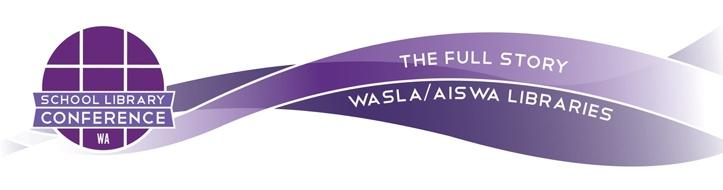 SCHOOL LIBRARY
CONFERENCE
WA
THE FULL STORY
WASLA/AISWA LIBRARIES